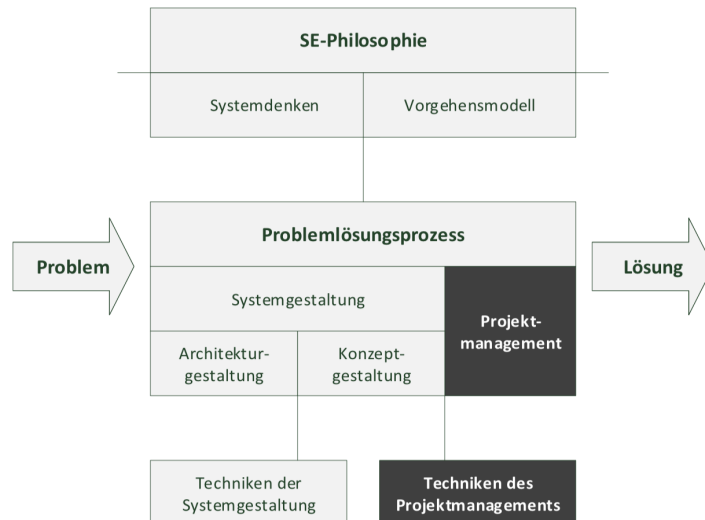 SE-Philosophie
Systemdenken
Vorgehensmodell
Problemlösungsprozess
Problem
Lösung
Systemgestaltung
Projekt-
management
Architektur-
gestaltung
Konzept-
gestaltung
Techniken der
Systemgestaltung
Techniken des
Projektmanagements